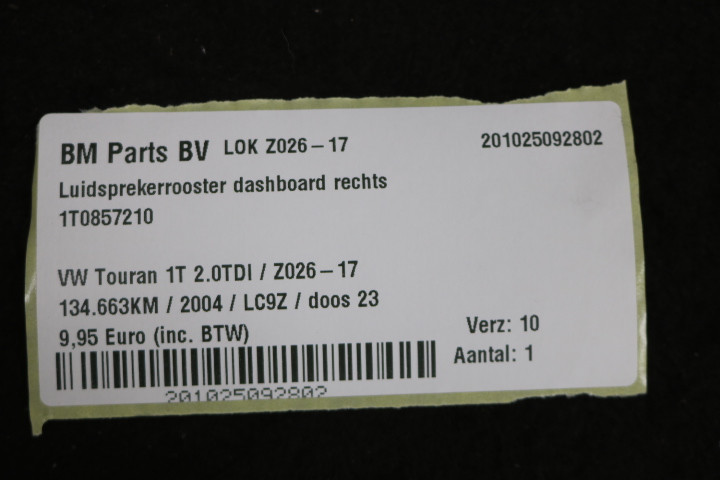 BM Parts BV LOK Z026-17 201025092802
Luidsprekerrooster dashboard rechts
1T0857210
VW Touran 1T 2.0TDI / Z026-17
134.663KM / 2004 / LC9Z / doos 23
9,95 Euro (inc. BTW) Verz: 10
Aantal: 1
201025092802